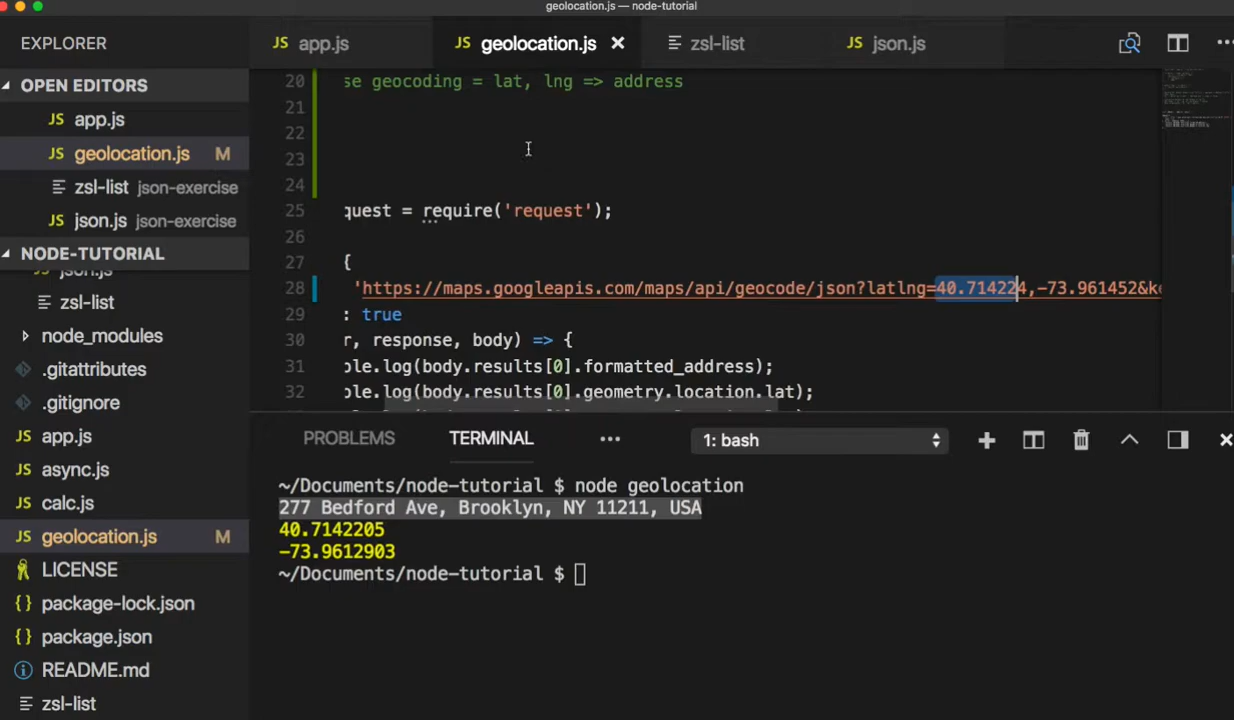 geolocation.js — node-tutorial
EXPLORER
JS app.js
JS geolocation.js ×
zsl-list
JS json.js
OPEN EDITORS
JS app.js
JS geolocation.js M
zsl-list json-exercise
JS json.js json-exercise
NODE-TUTORIAL
json.js
zsl-list
node_modules
.gitattributes
.gitignore
JS app.js
JS async.js
JS calc.js
JS geolocation.js M
LICENSE
{} package-lock.json
{} package.json
README.md
zsl-list
20 se geocoding = lat, lng => address
21
22
23
24
25 quest = require('request');
26
27 {
28 'https://maps.googleapis.com/maps/api/geocode/json?latlng=40.714224,-73.961452&k
29 : true
30 r, response, body) => {
31 ole.log(body.results[0].formatted_address);
32 ole.log(body.results[0].geometry.location.lat);
PROBLEMS TERMINAL ••• 1: bash
~/Documents/node-tutorial $ node geolocation
277 Bedford Ave, Brooklyn, NY 11211, USA
40.7142205
-73.9612903
~/Documents/node-tutorial $